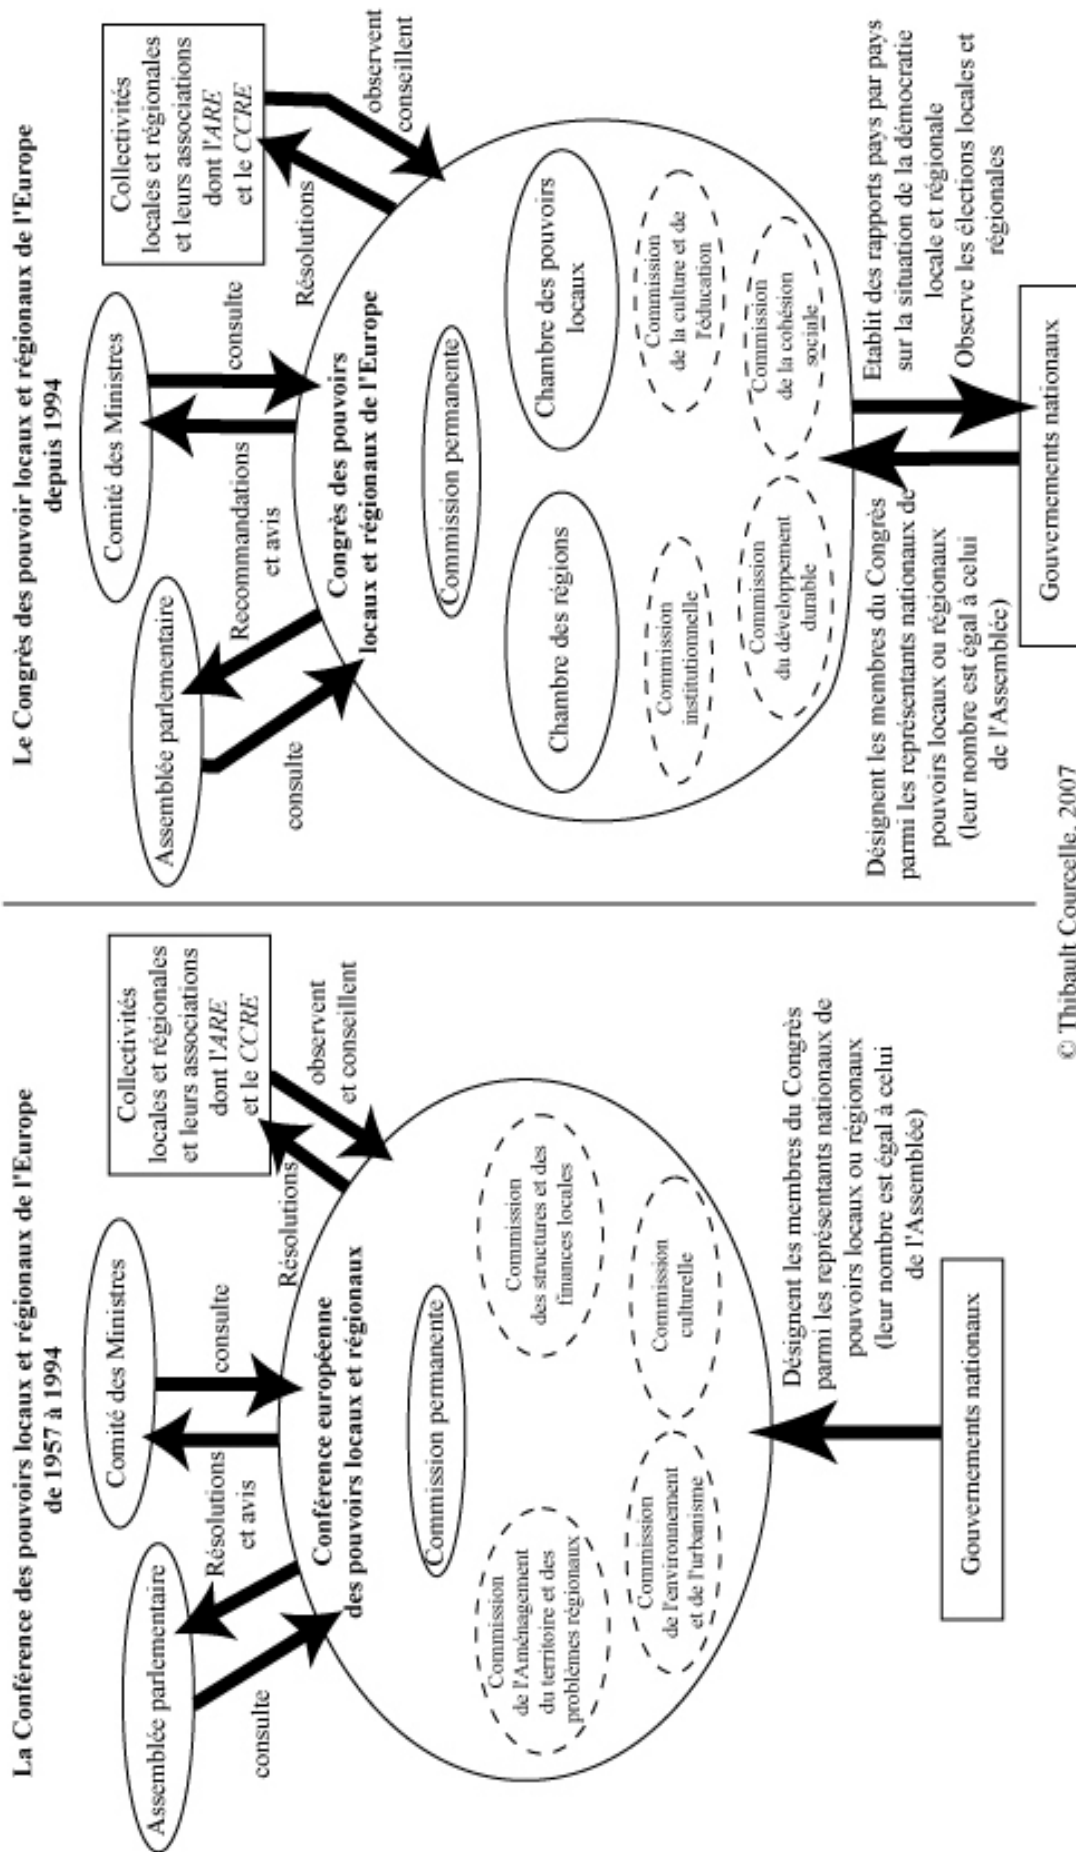 La Conférence des pouvoirs locaux et régionaux de l'Europe
de 1957 à 1994
Assemblée parlementaire
Comité des Ministres
Collectivités
locales et régionales
et leurs associations
dont l'ARE
et le CCRE
consulte
Résolutions
et avis
consulte
Résolutions
observent
et conseillent
Conférence européenne
des pouvoirs locaux et régionaux
Commission permanente
Commission
de l'Aménagement
du territoire et des
problèmes régionaux
Commission
des structures et des
finances locales
Commission
de l'environnement
et de l'urbanisme
Commission
culturelle
Désignent les membres du Congrès
parmi les représentants nationaux de
pouvoirs locaux ou régionaux
(leur nombre est égal à celui
de l'Assemblée)
Gouvernements nationaux
Le Congrès des pouvoir locaux et régionaux de l'Europe
depuis 1994
Assemblée parlementaire
Comité des Ministres
Collectivités
locales et régionales
et leurs associations
dont l'ARE
et le CCRE
consulte
Recommandations
et avis
consulte
Résolutions
observent
conseillent
Congrès des pouvoirs
locaux et régionaux de l'Europe
Commission permanente
Chambre des régions
Chambre des pouvoirs
locaux
Commission
institutionnelle
Commission
de la culture et de
l'éducation
Commission
du développement
durable
Commission
de la cohésion
sociale
Désignent les membres du Congrès
parmi les représentants nationaux de
pouvoirs locaux ou régionaux
(leur nombre est égal à celui
de l'Assemblée)
Etablit des rapports pays par pays
sur la situation de la démocratie
locale et régionale
Observe les élections locales et
régionales
Gouvernements nationaux
© Thibault Courcelle, 2007